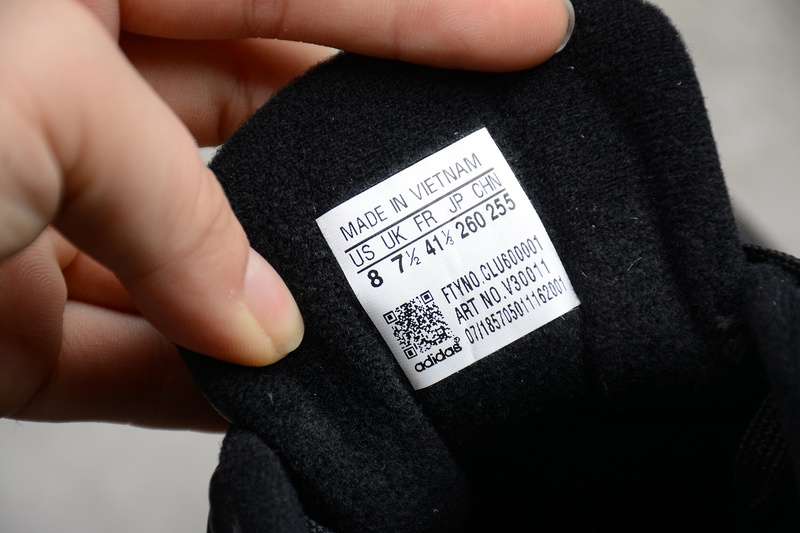 MADE IN VIETNAM
US UK FR JP CHN
8 7½ 41⅓ 260 255
FTYNO.CLU600001
ART NO.V30011
07/185705011162001
adidas®